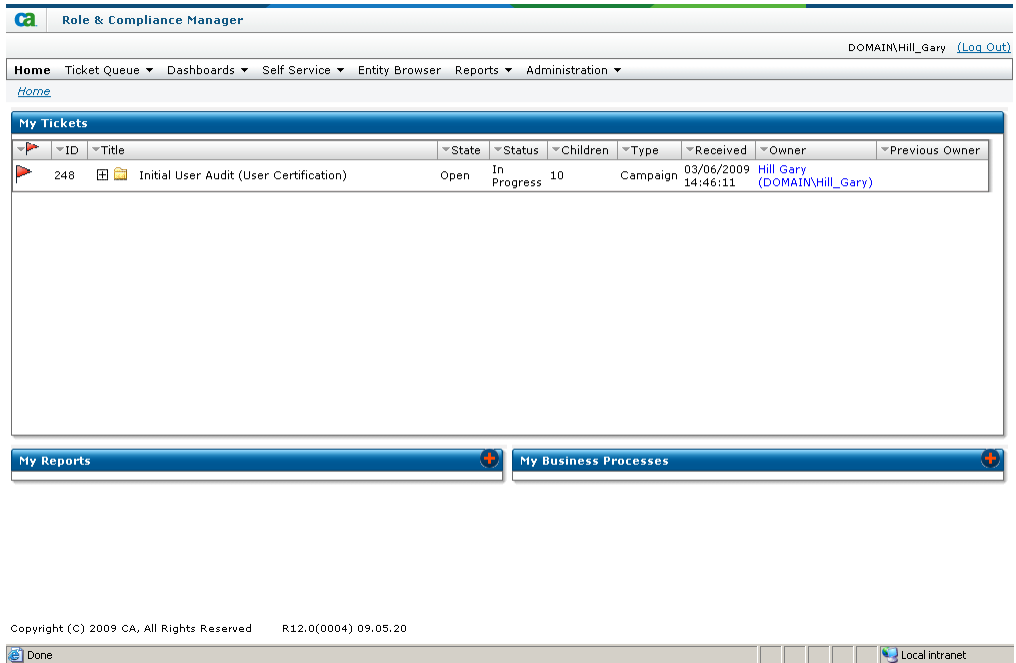 ca Role & Compliance Manager
DOMAIN\Hill_Gary (Log Out)
Home Ticket Queue Dashboards Self Service Entity Browser Reports Administration
Home
My Tickets
ID Title State Status Children Type Received Owner Previous Owner
248 Initial User Audit (User Certification) Open In Progress 10 Campaign 03/06/2009 14:46:11 Hill Gary (DOMAIN\Hill_Gary)
My Reports My Business Processes
Copyright (C) 2009 CA, All Rights Reserved R12.0(0004) 09.05.20
Done Local intranet